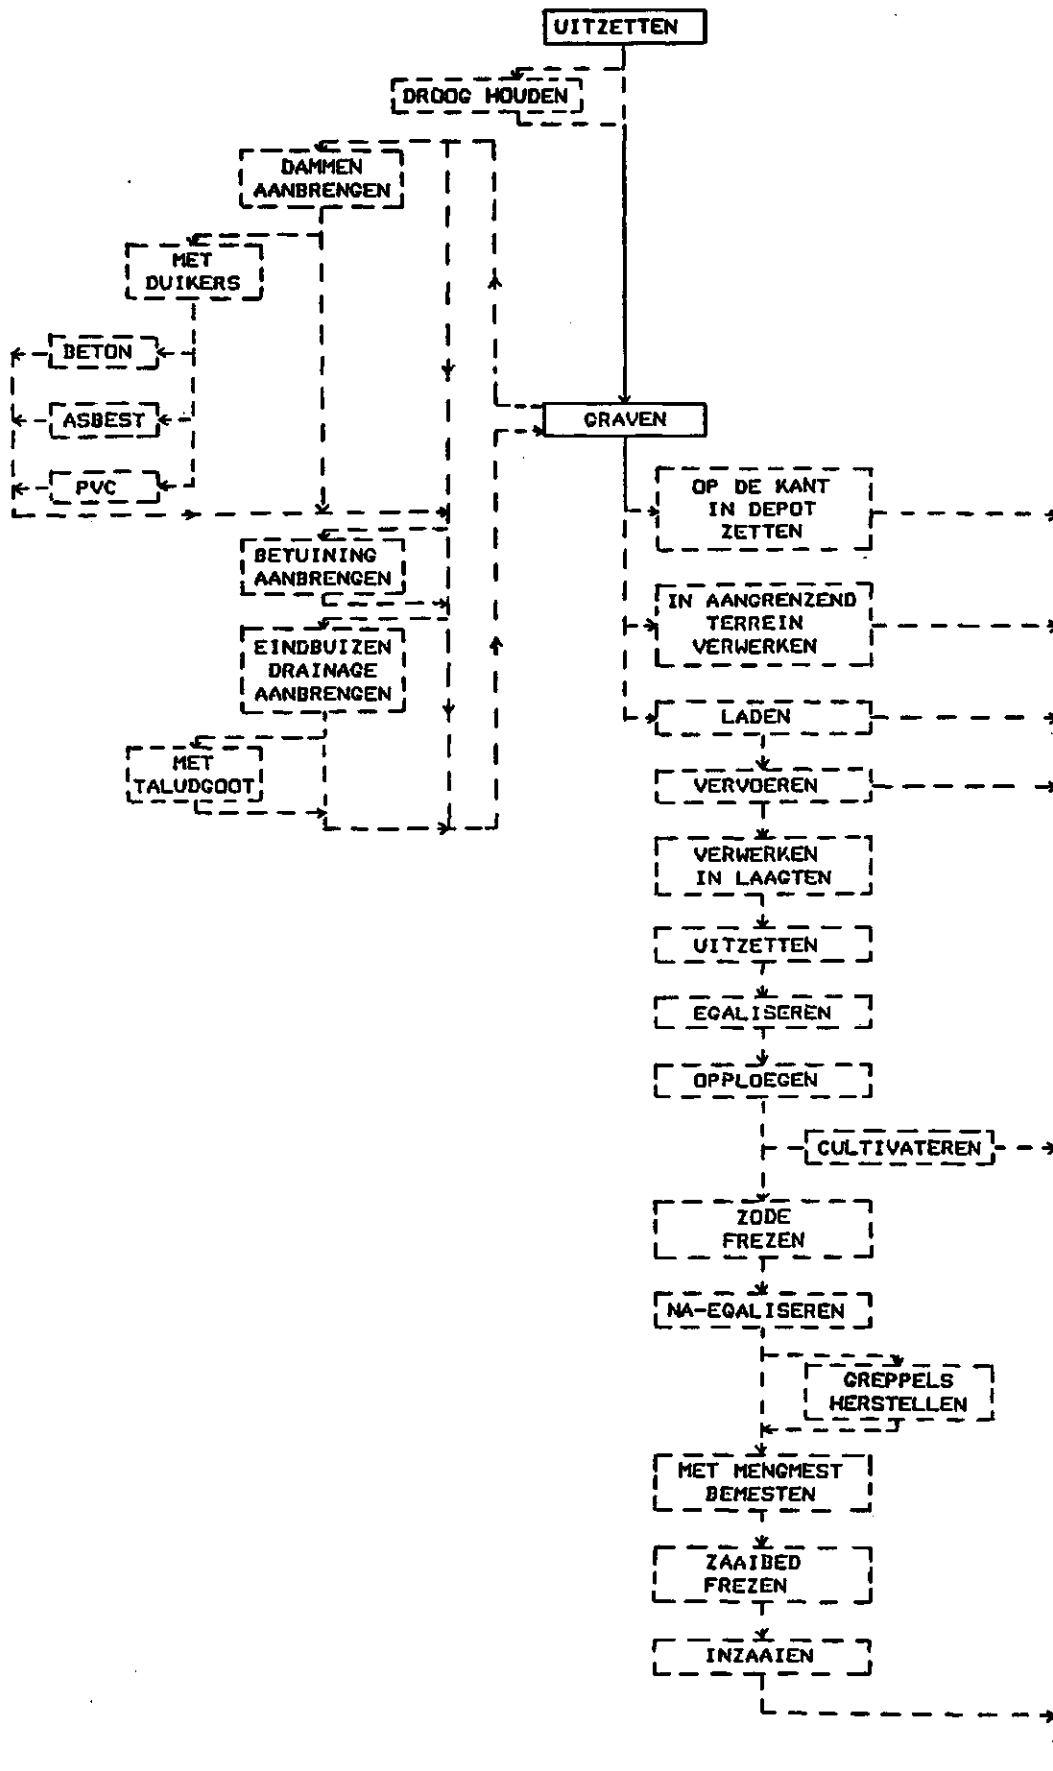 UITZETTEN
DROOG HOUDEN
DAMMEN
AANBRENGEN
MET
DUIKERS
BETON
ASBEST
PVC
GRAVEN
OP DE KANT
IN DEPOT
ZETTEN
BETUINING
AANBRENGEN
IN AANGRENZEND
TERREIN
VERWERKEN
EINDBUIZEN
DRAINAGE
AANBRENGEN
LADEN
MET
TALUDGOOT
VERVOEREN
VERWERKEN
IN LAAGTEN
UITZETTEN
EGALISEREN
OPPLOEGEN
CULTIVATEREN
ZODE
FREZEN
NA-EGALISEREN
GREPPELS
HERSTELLEN
MET MENGMEST
BEMESTEN
ZAAIBED
FREZEN
INZAAIEN